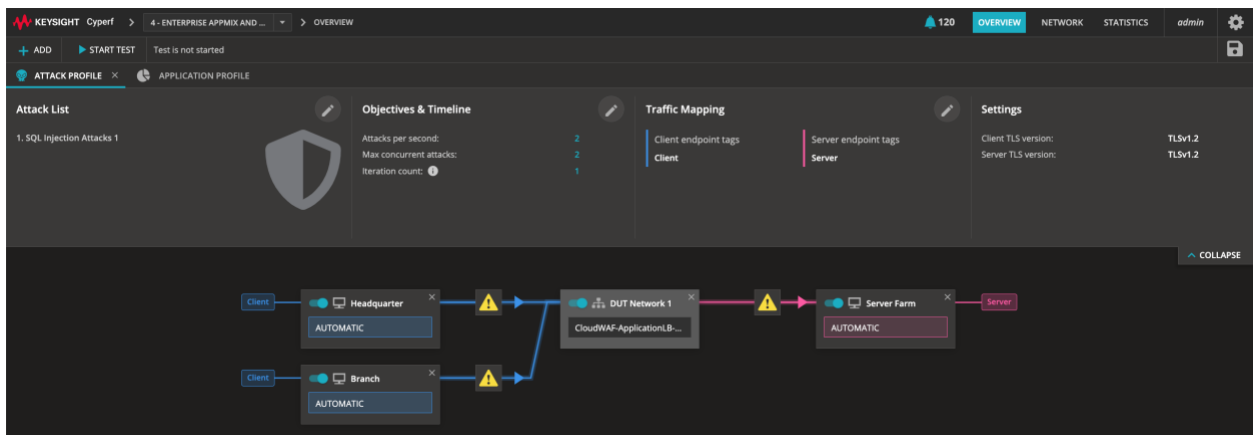 KEYSIGHT Cyperf > 4 - ENTERPRISE APPMIX AND ... > OVERVIEW 120 OVERVIEW NETWORK STATISTICS admin
+ ADD START TEST Test is not started
ATTACK PROFILE × APPLICATION PROFILE
Attack List
1. SQL Injection Attacks 1
Objectives & Timeline
Attacks per second: 2
Max concurrent attacks: 2
Iteration count: 1
Traffic Mapping
Client endpoint tags
Client
Server endpoint tags
Server
Settings
Client TLS version: TLSv1.2
Server TLS version: TLSv1.2
COLLAPSE
Client
Headquarter
AUTOMATIC
DUT Network 1
CloudWAF-ApplicationLB-...
Server Farm
AUTOMATIC
Server
Client
Branch
AUTOMATIC